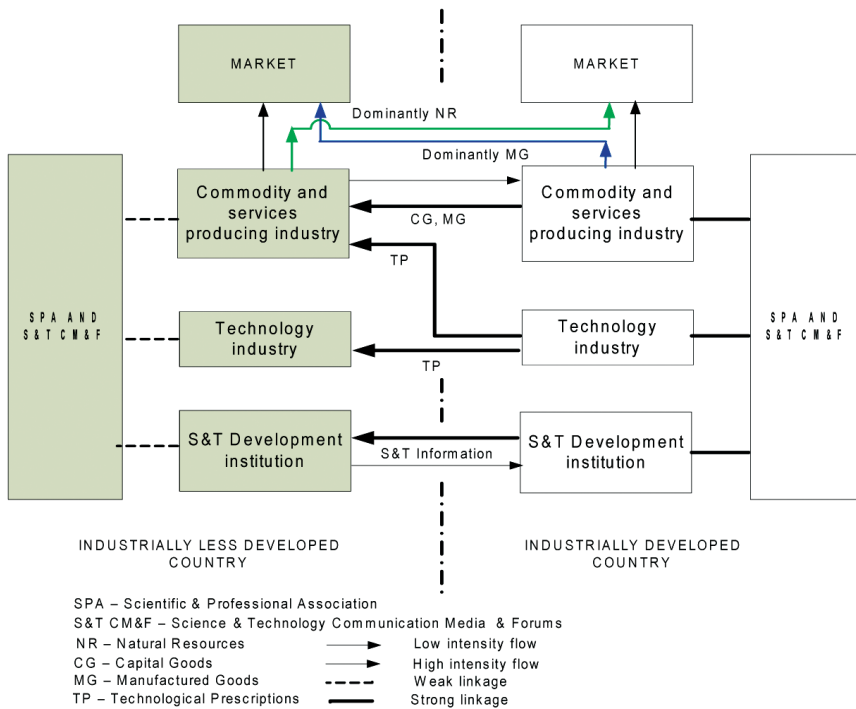 MARKET
MARKET
Dominantly NR
Dominantly MG
Commodity and
services
producing industry
Commodity and
services
producing industry
CG, MG
TP
SPA AND
S&T CM&F
SPA AND
S&T CM&F
Technology
industry
Technology
industry
TP
S&T Development
institution
S&T Development
institution
S&T Information
INDUSTRIALLY LESS DEVELOPED
COUNTRY
INDUSTRIALLY DEVELOPED
COUNTRY
SPA – Scientific & Professional Association
S&T CM&F – Science & Technology Communication Media & Forums
NR – Natural Resources Low intensity flow
CG – Capital Goods High intensity flow
MG – Manufactured Goods Weak linkage
TP – Technological Prescriptions Strong linkage